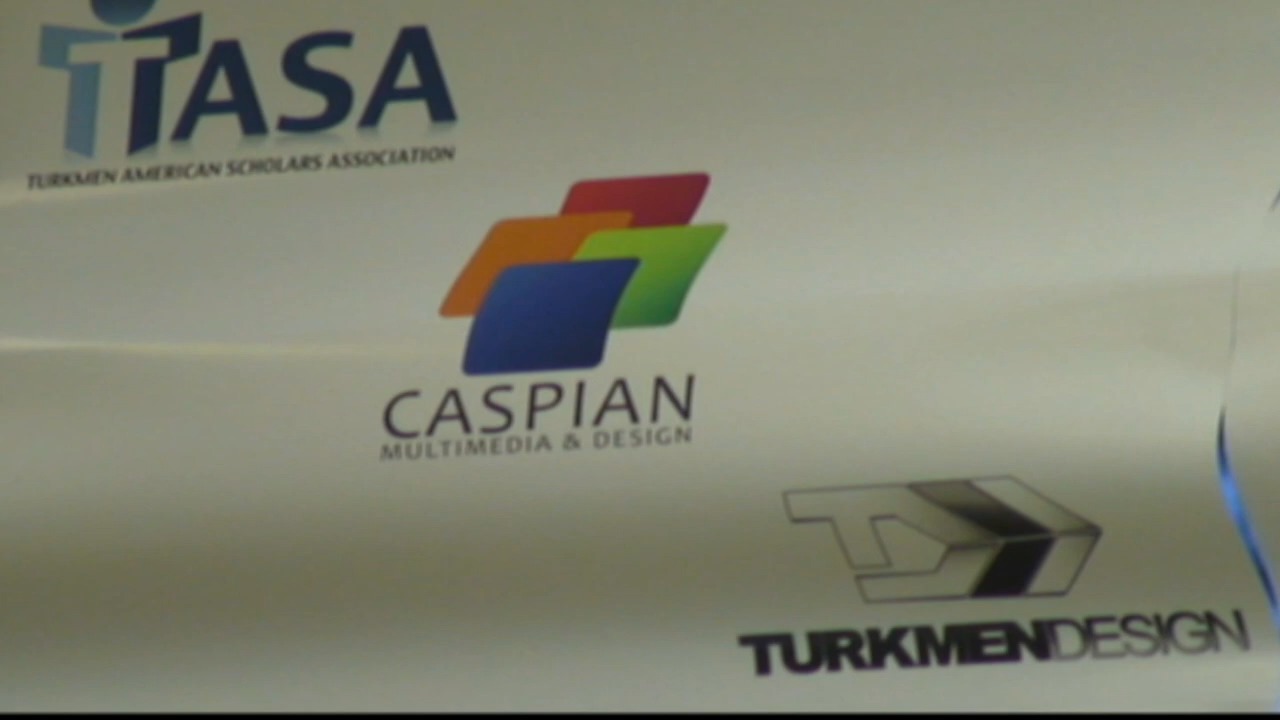 TASA
TURKMEN AMERICAN SCHOLARS ASSOCIATION
CASPIAN
MULTIMEDIA & DESIGN
TURKMENDESIGN